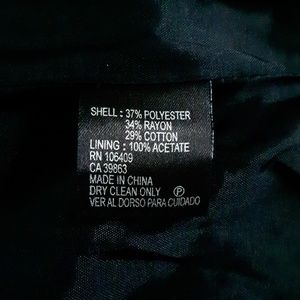 SHELL : 37% POLYESTER
34% RAYON
29% COTTON
LINING : 100% ACETATE
RN 106409
CA 39863
MADE IN CHINA
DRY CLEAN ONLY Ⓟ
VER AL DORSO PARA CUIDADO